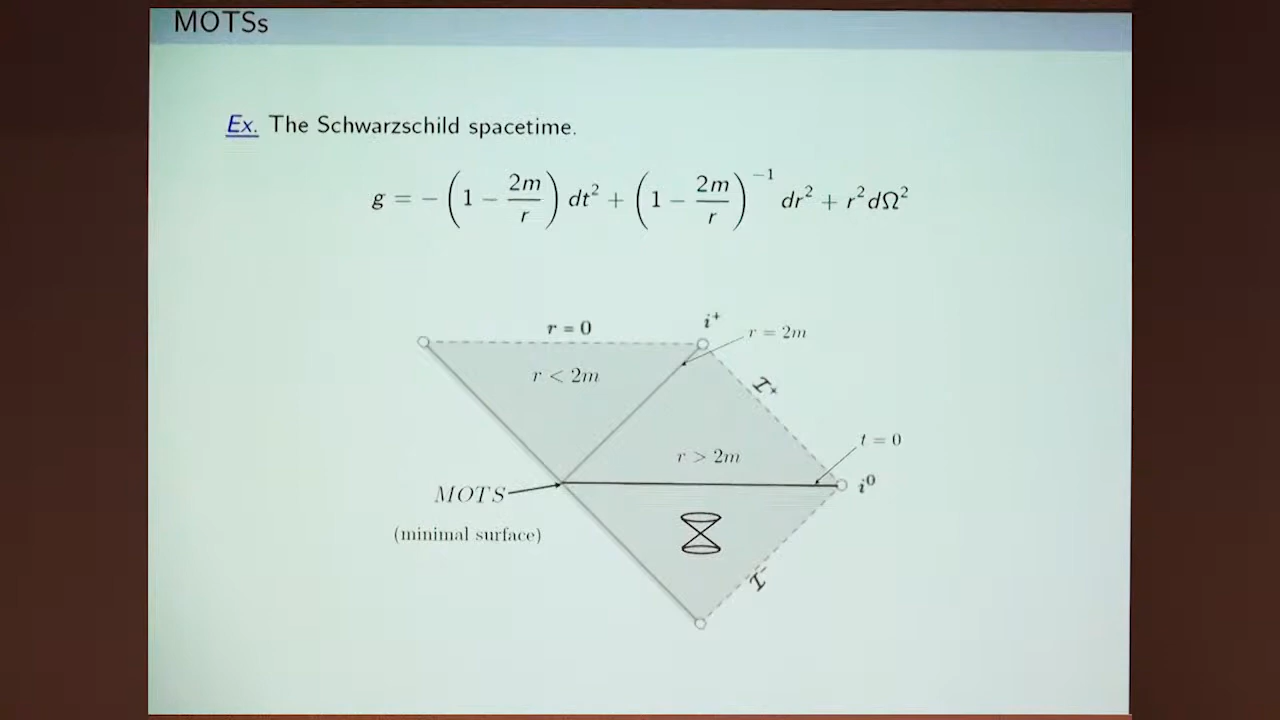 MOTSs
Ex. The Schwarzschild spacetime.
g = − (1 − 2m/r) dt² + (1 − 2m/r)⁻¹ dr² + r²dΩ²
r = 0
i⁺
r = 2m
r < 2m
𝓘⁺
t = 0
r > 2m
i⁰
MOTS
(minimal surface)
𝓘⁻